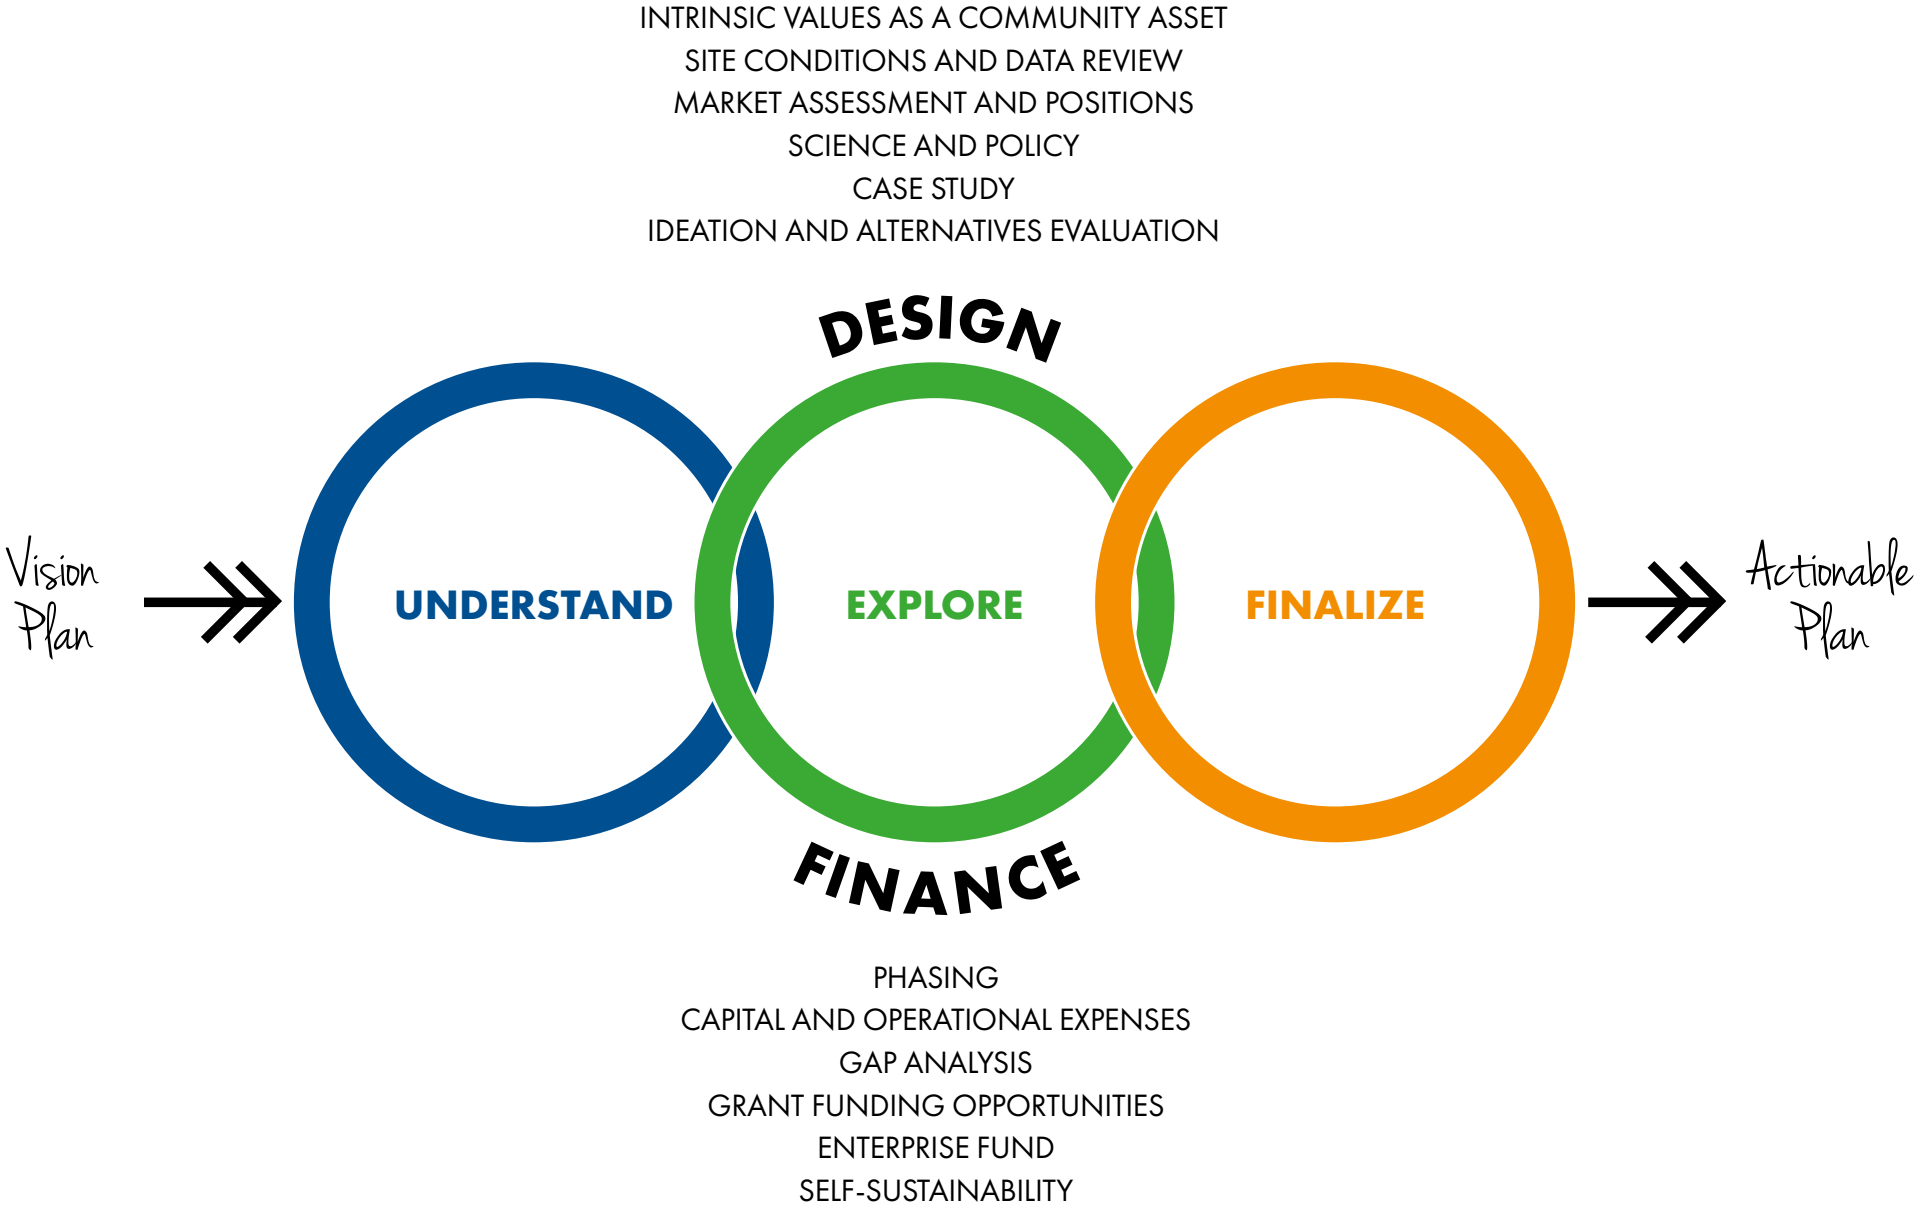 INTRINSIC VALUES AS A COMMUNITY ASSET
SITE CONDITIONS AND DATA REVIEW
MARKET ASSESSMENT AND POSITIONS
SCIENCE AND POLICY
CASE STUDY
IDEATION AND ALTERNATIVES EVALUATION
DESIGN
Vision
Plan
UNDERSTAND
EXPLORE
FINALIZE
Actionable
Plan
FINANCE
PHASING
CAPITAL AND OPERATIONAL EXPENSES
GAP ANALYSIS
GRANT FUNDING OPPORTUNITIES
ENTERPRISE FUND
SELF-SUSTAINABILITY